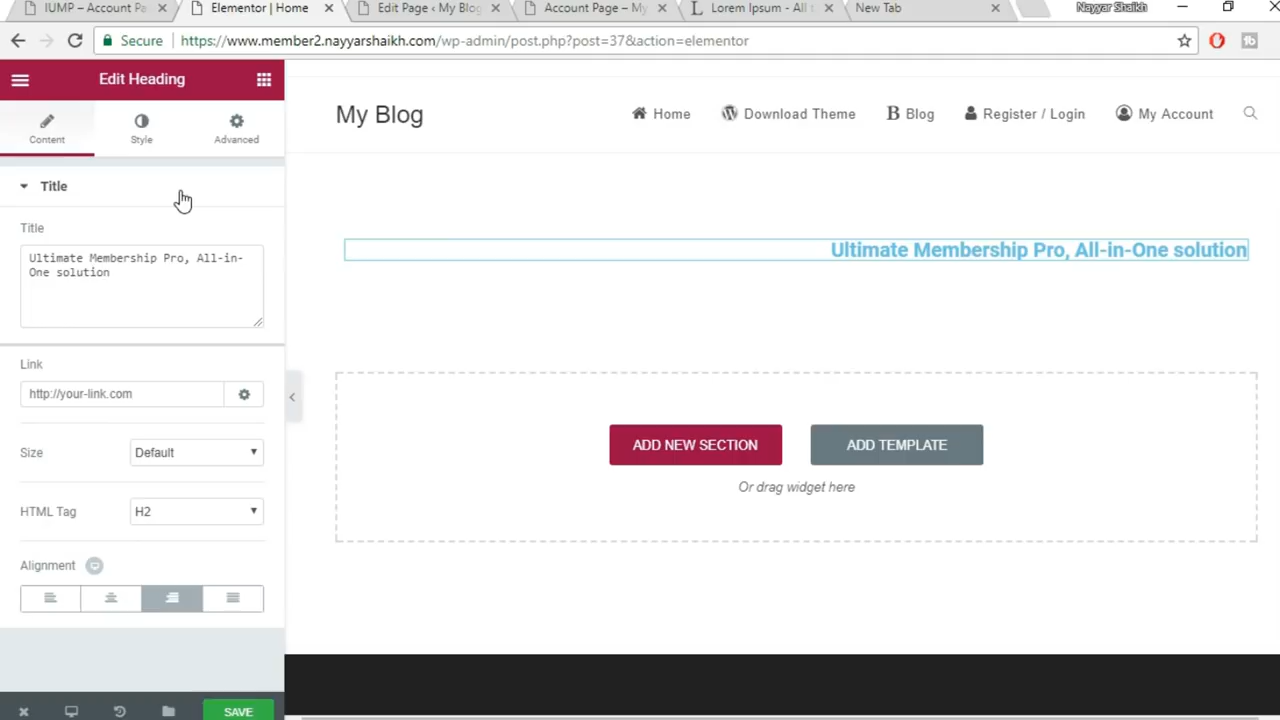 IUMP – Account Pa
Elementor | Home
Edit Page ‹ My Blog
Account Page – My
Lorem Ipsum - All t
New Tab
Nayyar Shaikh
Secure
https://www.member2.nayyarshaikh.com/wp-admin/post.php?post=37&action=elementor
Edit Heading
Content
Style
Advanced
Title
Title
Ultimate Membership Pro, All-in-
One solution
Link
http://your-link.com
Size
Default
HTML Tag
H2
Alignment
SAVE
My Blog
Home
Download Theme
B Blog
Register / Login
My Account
Ultimate Membership Pro, All-in-One solution
ADD NEW SECTION
ADD TEMPLATE
Or drag widget here